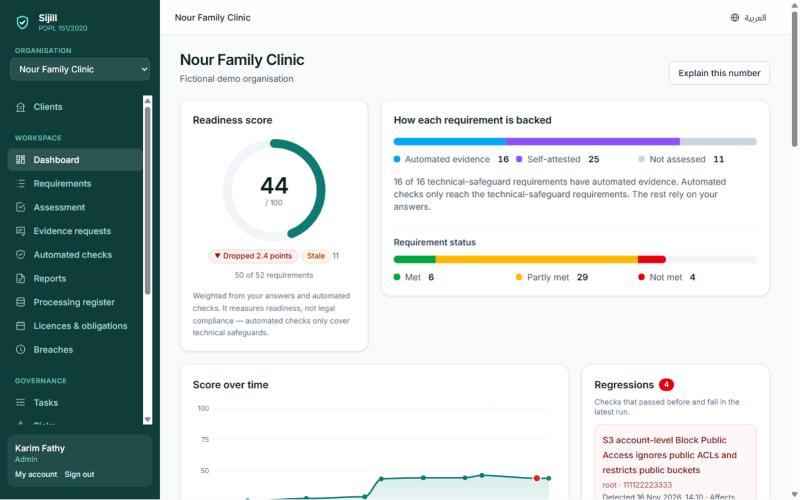 Sijill
PDPL 151/2020
ORGANISATION
Nour Family Clinic
Clients
WORKSPACE
Dashboard
Requirements
Assessment
Evidence requests
Automated checks
Reports
Processing register
Licences & obligations
Breaches
GOVERNANCE
Tasks
Karim Fathy
Admin
My account Sign out
Nour Family Clinic
العربية
Nour Family Clinic
Fictional demo organisation
Explain this number
Readiness score
44
/ 100
▼ Dropped 2.4 points Stale 11
50 of 52 requirements
Weighted from your answers and automated
checks. It measures readiness, not legal
compliance — automated checks only cover
technical safeguards.
How each requirement is backed
Automated evidence 16 Self-attested 25 Not assessed 11
16 of 16 technical-safeguard requirements have automated evidence. Automated
checks only reach the technical-safeguard requirements. The rest rely on your
answers.
Requirement status
Met 6 Partly met 29 Not met 4
Score over time
100
75
50
Regressions 4
Checks that passed before and fail in the
latest run.
S3 account-level Block Public
Access ignores public ACLs and
restricts public buckets
root · 111122223333
Detected 16 Nov 2026, 14:10 · Affects